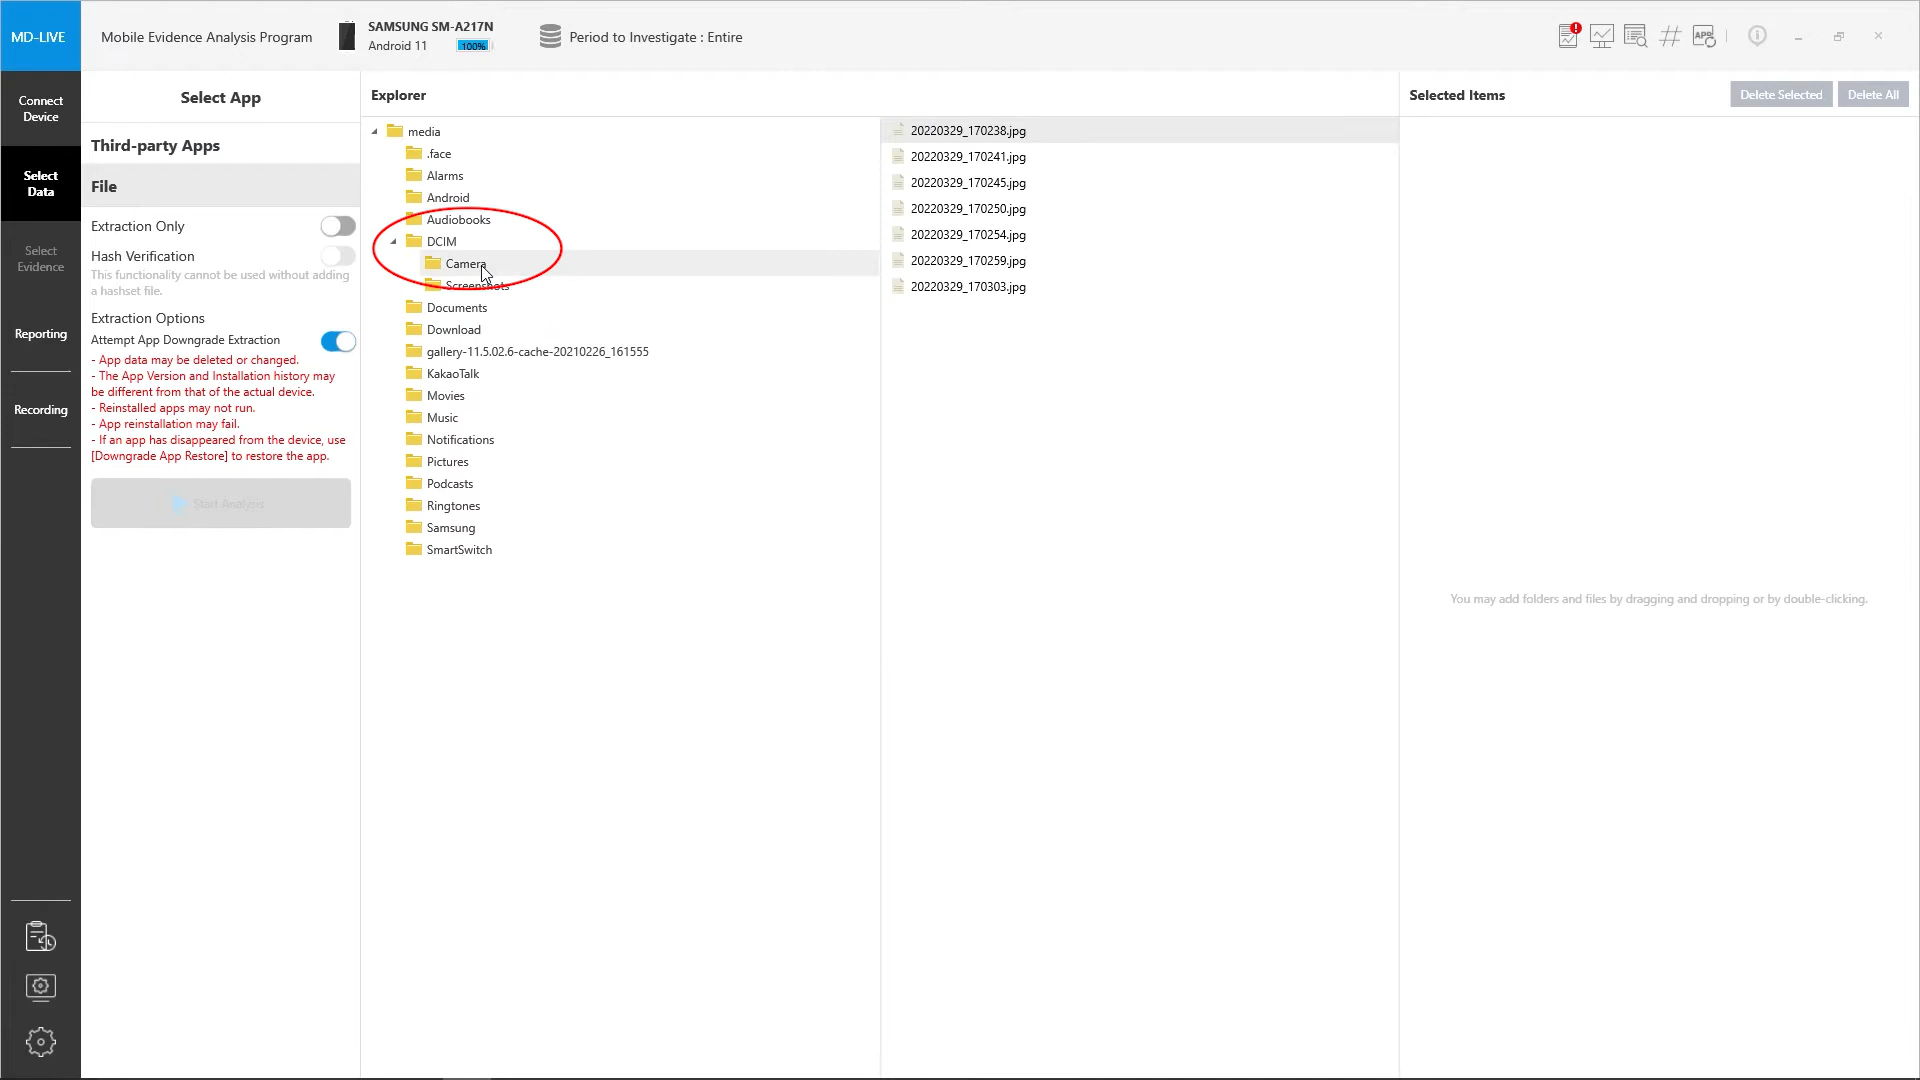 MD-LIVE
Mobile Evidence Analysis Program
SAMSUNG SM-A217N
Android 11
100%
Period to Investigate : Entire
APP
Connect
Device
Select
Data
Select
Evidence
Reporting
Recording
Select App
Third-party Apps
File
Extraction Only
Hash Verification
This functionality cannot be used without adding
a hashset file.
Extraction Options
Attempt App Downgrade Extraction
- App data may be deleted or changed.
- The App Version and Installation history may
be different from that of the actual device.
- Reinstalled apps may not run.
- App reinstallation may fail.
- If an app has disappeared from the device, use
[Downgrade App Restore] to restore the app.
Start Analysis
Explorer
media
.face
Alarms
Android
Audiobooks
DCIM
Camera
Screenshots
Documents
Download
gallery-11.5.02.6-cache-20210226_161555
KakaoTalk
Movies
Music
Notifications
Pictures
Podcasts
Ringtones
Samsung
SmartSwitch
20220329_170238.jpg
20220329_170241.jpg
20220329_170245.jpg
20220329_170250.jpg
20220329_170254.jpg
20220329_170259.jpg
20220329_170303.jpg
Selected Items
Delete Selected
Delete All
You may add folders and files by dragging and dropping or by double-clicking.